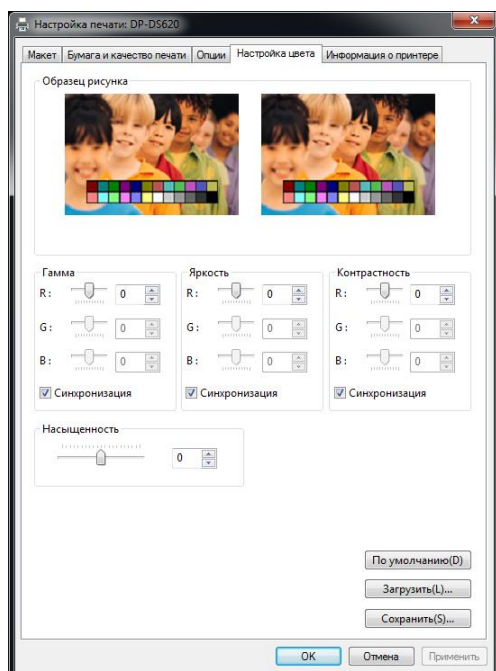 Настройка печати: DP-DS620
Макет Бумага и качество печати Опции Настройка цвета Информация о принтере
Образец рисунка
Гамма Яркость Контрастность
R: 0 R: 0 R: 0
G: 0 G: 0 G: 0
B: 0 B: 0 B: 0
Синхронизация Синхронизация Синхронизация
Насыщенность
0
По умолчанию(D)
Загрузить(L)...
Сохранить(S)...
OK Отмена Применить